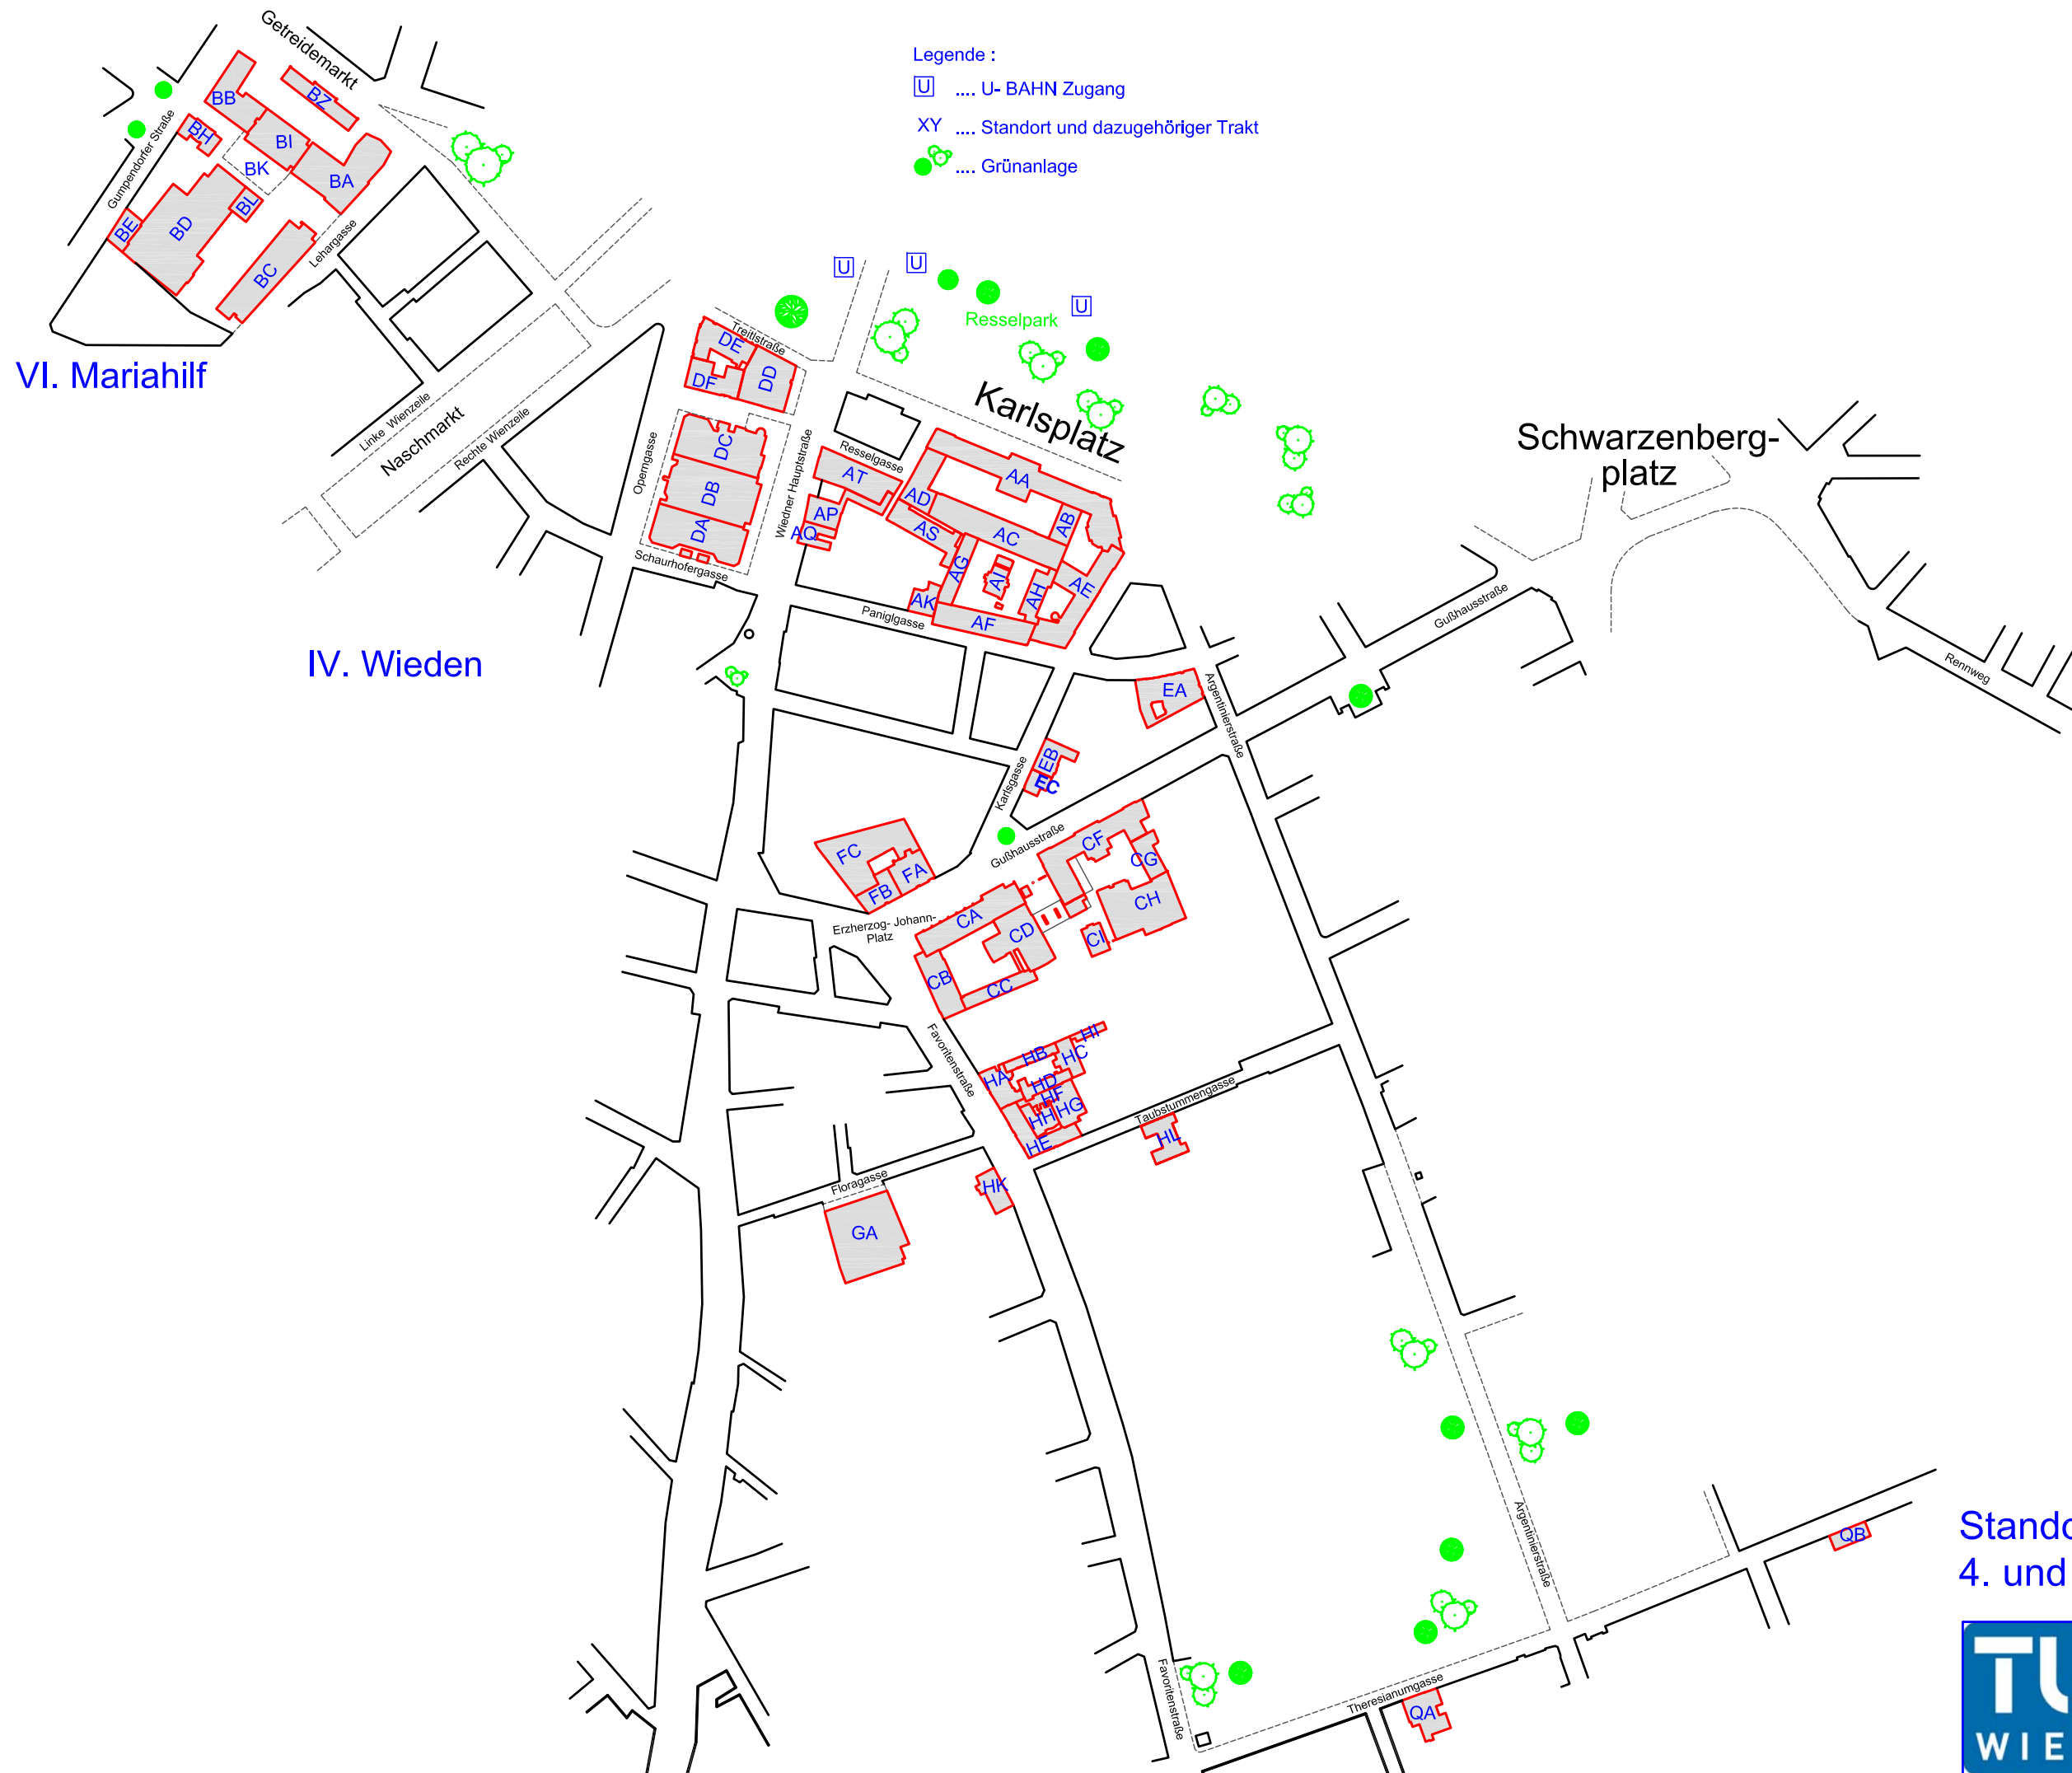 Getreidemarkt
Legende :
U .... U- BAHN Zugang
XY .... Standort und dazugehöriger Trakt
.... Grünanlage
BB
BZ
BH
BI
BK
BA
Gumpendorfer Straße
BL
BE
BD
BC
Lehargasse
VI. Mariahilf
U
U
U
Resselpark
Treitlstraße
DE
DD
DF
Karlsplatz
Linke Wienzeile
Naschmarkt
Rechte Wienzeile
Operngasse
DC
DB
DA
Wiedner Hauptstraße
Schaurhofergasse
Resselgasse
AT
AA
AD
AP
AQ
AS
AC
AB
AG
AI
AH
AE
AK
AF
Paniglgasse
Schwarzenberg-
platz
Gußhausstraße
Rennweg
IV. Wieden
EA
Argentinierstraße
EB
EC
Karlsgasse
Gußhausstraße
FC
FA
FB
CF
CG
CH
Erzherzog- Johann-
Platz
CA
CD
CI
CB
CC
Favoritenstraße
HI
HB
HC
HA
HD
HF
HG
HH
HE
Taubstummengasse
HL
Floragasse
HK
GA
Argentinierstraße
QB
Favoritenstraße
Theresianumgasse
QA
4. und
WIE